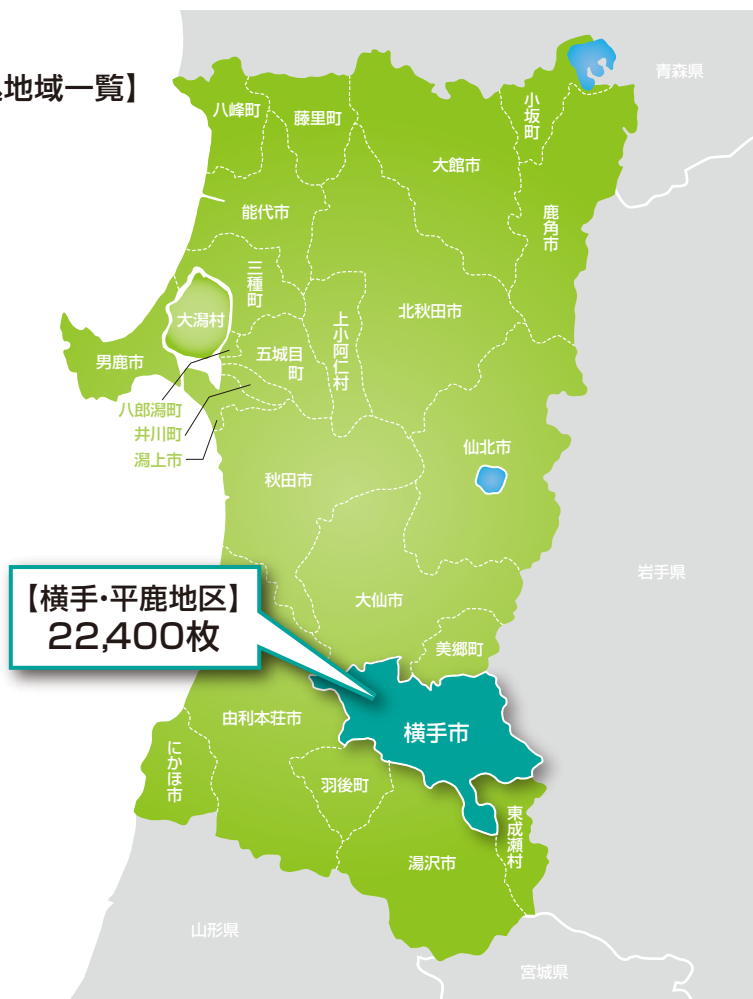 地域一覧】
青森県
八峰町
藤里町
小坂町
大館市
能代市
鹿角市
三種町
大潟村
上小阿仁村
北秋田市
男鹿市
五城目
町
八郎潟町
井川町
潟上市
仙北市
秋田市
岩手県
【横手・平鹿地区】
22,400枚
大仙市
美郷町
由利本荘市
横手市
にかほ市
羽後町
東成瀬村
湯沢市
山形県
宮城県